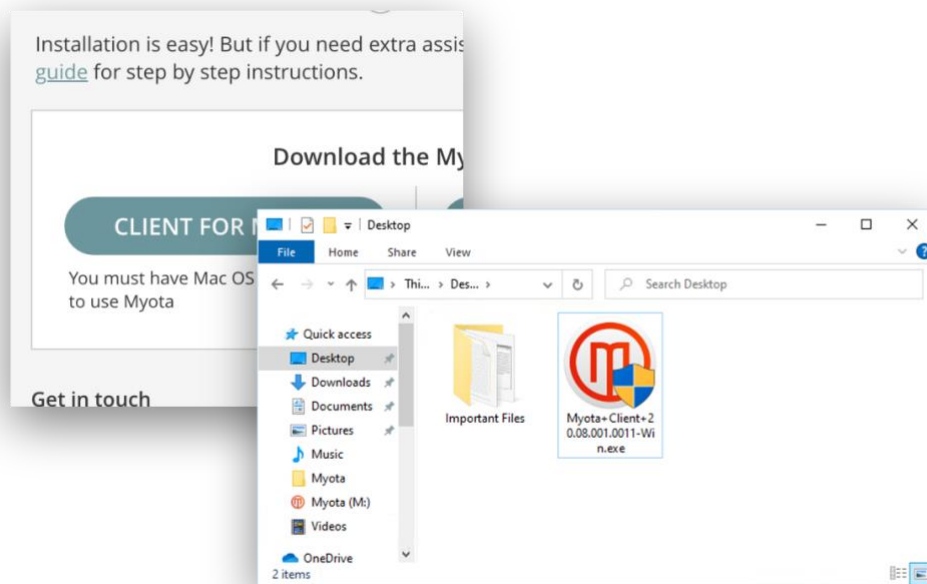 Installation is easy! But if you need extra assis
guide for step by step instructions.
Download the My
CLIENT FOR
You must have Mac OS
to use Myota
Get in touch
Desktop
File Home Share View
Thi... > Des... >
Search Desktop
Quick access
Desktop
Downloads
Documents
Pictures
Music
Myota
Myota (M:)
Videos
OneDrive
Important Files
Myota+Client+2
0.08.001.0011-Wi
n.exe
2 items